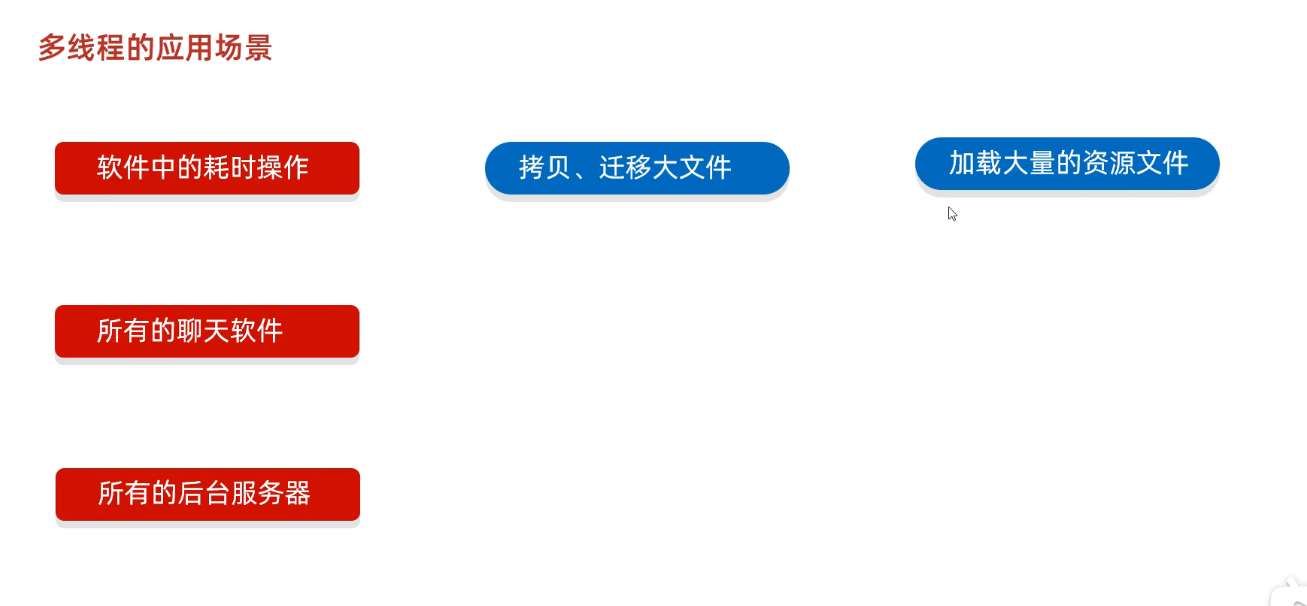 多线程的应用场景
软件中的耗时操作
拷贝、迁移大文件
加载大量的资源文件
所有的聊天软件
所有的后台服务器